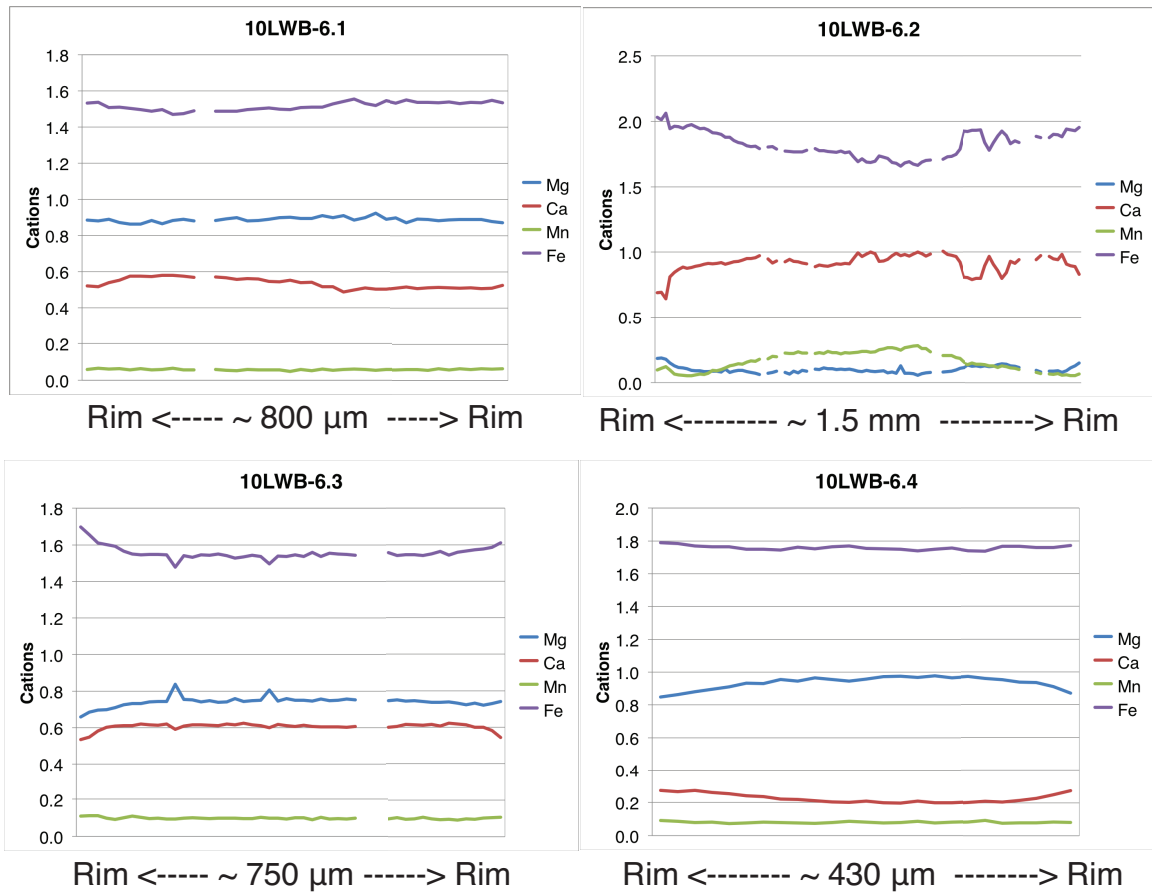 10LWB-6.1
1.8
1.6
1.4
1.2
1.0
0.8
0.6
0.4
0.2
0.0
Cations
Mg
Ca
Mn
Fe
Rim <----- ~ 800 µm -----> Rim
10LWB-6.2
2.5
2.0
1.5
1.0
0.5
0.0
Cations
Mg
Ca
Mn
Fe
Rim <--------- ~ 1.5 mm ---------> Rim
10LWB-6.3
1.8
1.6
1.4
1.2
1.0
0.8
0.6
0.4
0.2
0.0
Cations
Mg
Ca
Mn
Fe
Rim <------ ~ 750 µm ------> Rim
10LWB-6.4
2.0
1.8
1.6
1.4
1.2
1.0
0.8
0.6
0.4
0.2
0.0
Cations
Mg
Ca
Mn
Fe
Rim <-------- ~ 430 µm --------> Rim